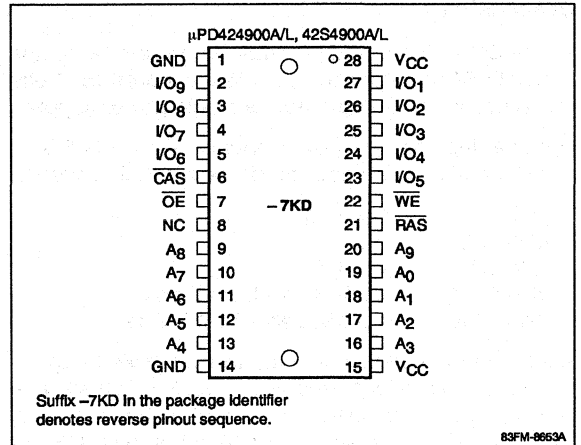 μPD424900A/L, 42S4900A/L
GND 1 28 VCC
I/O9 2 27 I/O1
I/O8 3 26 I/O2
I/O7 4 25 I/O3
I/O6 5 24 I/O4
CAS 6 23 I/O5
OE 7 –7KD 22 WE
NC 8 21 RAS
A8 9 20 A9
A7 10 19 A0
A6 11 18 A1
A5 12 17 A2
A4 13 16 A3
GND 14 15 VCC
Suffix –7KD in the package identifier
denotes reverse pinout sequence.
83FM-8653A